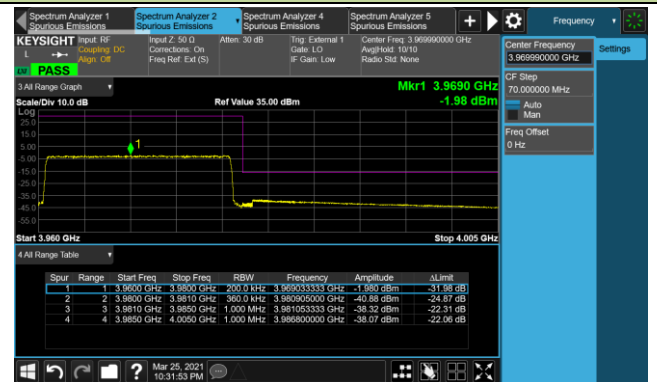 Spectrum Analyzer 1
Spurious Emissions
Spectrum Analyzer 2
Spurious Emissions
Spectrum Analyzer 4
Spurious Emissions
Spectrum Analyzer 5
Spurious Emissions
+
Frequency
KEYSIGHT
L
PASS
Input: RF
Coupling: DC
Align: Off
Input Z: 50 Ω
Corrections: On
Freq Ref: Ext (S)
Atten: 30 dB
Trig: External 1
Gate: LO
IF Gain: Low
Center Freq: 3.969990000 GHz
Avg|Hold: 10/10
Radio Std: None
Center Frequency
3.969990000 GHz
Settings
CF Step
70.000000 MHz
Auto
Man
Freq Offset
0 Hz
3 All Range Graph
Mkr1 3.9690 GHz
Scale/Div 10.0 dB
Ref Value 35.00 dBm
-1.98 dBm
Log
25.0
15.0
5.00
-5.00
-15.0
-25.0
-35.0
-45.0
-55.0
1
Start 3.960 GHz
Stop 4.005 GHz
4 All Range Table
Spur Range Start Freq Stop Freq RBW Frequency Amplitude ΔLimit
1 1 3.9600 GHz 3.9800 GHz 200.0 kHz 3.969033333 GHz -1.980 dBm -31.98 dB
2 2 3.9800 GHz 3.9810 GHz 360.0 kHz 3.980905000 GHz -40.88 dBm -24.87 dB
3 3 3.9810 GHz 3.9850 GHz 1.000 MHz 3.981053333 GHz -38.32 dBm -22.31 dB
4 4 3.9850 GHz 4.0050 GHz 1.000 MHz 3.986800000 GHz -38.07 dBm -22.06 dB
?
Mar 25, 2021
10:31:53 PM